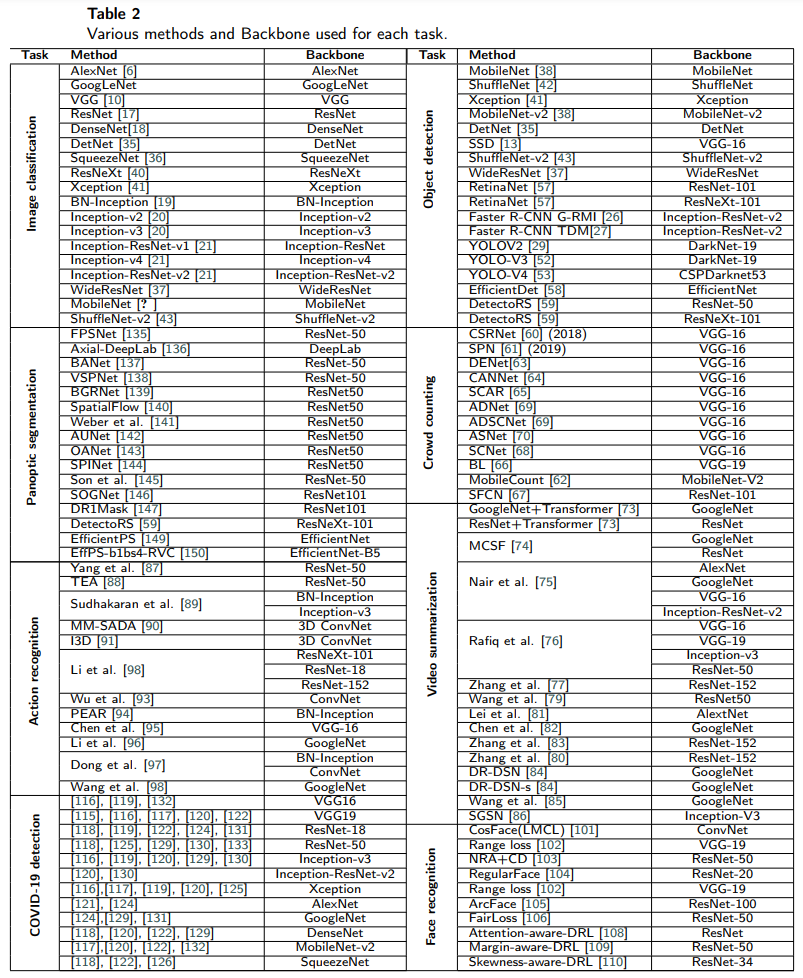 Table 2
Various methods and Backbone used for each task.
Task Method Backbone
Image classification
AlexNet [6] AlexNet
GoogLeNet GoogLeNet
VGG [10] VGG
ResNet [17] ResNet
DenseNet[18] DenseNet
DetNet [35] DetNet
SqueezeNet [36] SqueezeNet
ResNeXt [40] ResNeXt
Xception [41] Xception
BN-Inception [19] BN-Inception
Inception-v2 [20] Inception-v2
Inception-v3 [20] Inception-v3
Inception-ResNet-v1 [21] Inception-ResNet
Inception-v4 [21] Inception-v4
Inception-ResNet-v2 [21] Inception-ResNet-v2
WideResNet [37] WideResNet
MobileNet [? ] MobileNet
ShuffleNet-v2 [43] ShuffleNet-v2
Panoptic segmentation
FPSNet [135] ResNet-50
Axial-DeepLab [136] DeepLab
BANet [137] ResNet-50
VSPNet [138] ResNet-50
BGRNet [139] ResNet50
SpatialFlow [140] ResNet50
Weber et al. [141] ResNet50
AUNet [142] ResNet50
OANet [143] ResNet50
SPINet [144] ResNet50
Son et al. [145] ResNet-50
SOGNet [146] ResNet101
DR1Mask [147] ResNet101
DetectoRS [59] ResNeXt-101
EfficientPS [149] EfficientNet
EffPS-b1bs4-RVC [150] EfficientNet-B5
Action recognition
Yang et al. [87] ResNet-50
TEA [88] ResNet-50
Sudhakaran et al. [89] BN-Inception
Inception-v3
MM-SADA [90] 3D ConvNet
I3D [91] 3D ConvNet
Li et al. [98] ResNeXt-101
ResNet-18
ResNet-152
Wu et al. [93] ConvNet
PEAR [94] BN-Inception
Chen et al. [95] VGG-16
Li et al. [96] GoogleNet
Dong et al. [97] BN-Inception
ConvNet
Wang et al. [98] GoogleNet
COVID-19 detection
[116], [119], [132] VGG16
[115], [116], [117], [120], [122] VGG19
[118], [119], [122], [124], [131] ResNet-18
[118], [125], [129], [130], [133] ResNet-50
[116], [119], [120], [129], [130] Inception-v3
[120], [130] Inception-ResNet-v2
[116],[117], [119], [120], [125] Xception
[121], [124] AlexNet
[124],[129], [131] GoogleNet
[118], [120], [122], [129] DenseNet
[117],[120], [122], [132] MobileNet-v2
[118], [122], [126] SqueezeNet
Task Method Backbone
Object detection
MobileNet [38] MobileNet
ShuffleNet [42] ShuffleNet
Xception [41] Xception
MobileNet-v2 [38] MobileNet-v2
DetNet [35] DetNet
SSD [13] VGG-16
ShuffleNet-v2 [43] ShuffleNet-v2
WideResNet [37] WideResNet
RetinaNet [57] ResNet-101
RetinaNet [57] ResNeXt-101
Faster R-CNN G-RMI [26] Inception-ResNet-v2
Faster R-CNN TDM[27] Inception-ResNet-v2
YOLOV2 [29] DarkNet-19
YOLO-V3 [52] DarkNet-19
YOLO-V4 [53] CSPDarknet53
EfficientDet [58] EfficientNet
DetectoRS [59] ResNet-50
DetectoRS [59] ResNeXt-101
Crowd counting
CSRNet [60] (2018) VGG-16
SPN [61] (2019) VGG-16
DENet[63] VGG-16
CANNet [64] VGG-16
SCAR [65] VGG-16
ADNet [69] VGG-16
ADSCNet [69] VGG-16
ASNet [70] VGG-16
SCNet [68] VGG-16
BL [66] VGG-19
MobileCount [62] MobileNet-V2
SFCN [67] ResNet-101
Video summarization
GoogleNet+Transformer [73] GoogleNet
ResNet+Transformer [73] ResNet
MCSF [74] GoogleNet
ResNet
Nair et al. [75] AlexNet
GoogleNet
VGG-16
Inception-ResNet-v2
Rafiq et al. [76] VGG-16
VGG-19
Inception-v3
ResNet-50
Zhang et al. [77] ResNet-152
Wang et al. [79] ResNet50
Lei et al. [81] AlextNet
Chen et al. [82] GoogleNet
Zhang et al. [83] ResNet-152
Zhang et al. [80] ResNet-152
DR-DSN [84] GoogleNet
DR-DSN-s [84] GoogleNet
Wang et al. [85] GoogleNet
SGSN [86] Inception-V3
Face recognition
CosFace(LMCL) [101] ConvNet
Range loss [102] VGG-19
NRA+CD [103] ResNet-50
RegularFace [104] ResNet-20
Range loss [102] VGG-19
ArcFace [105] ResNet-100
FairLoss [106] ResNet-50
Attention-aware-DRL [108] ResNet
Margin-aware-DRL [109] ResNet-50
Skewness-aware-DRL [110] ResNet-34